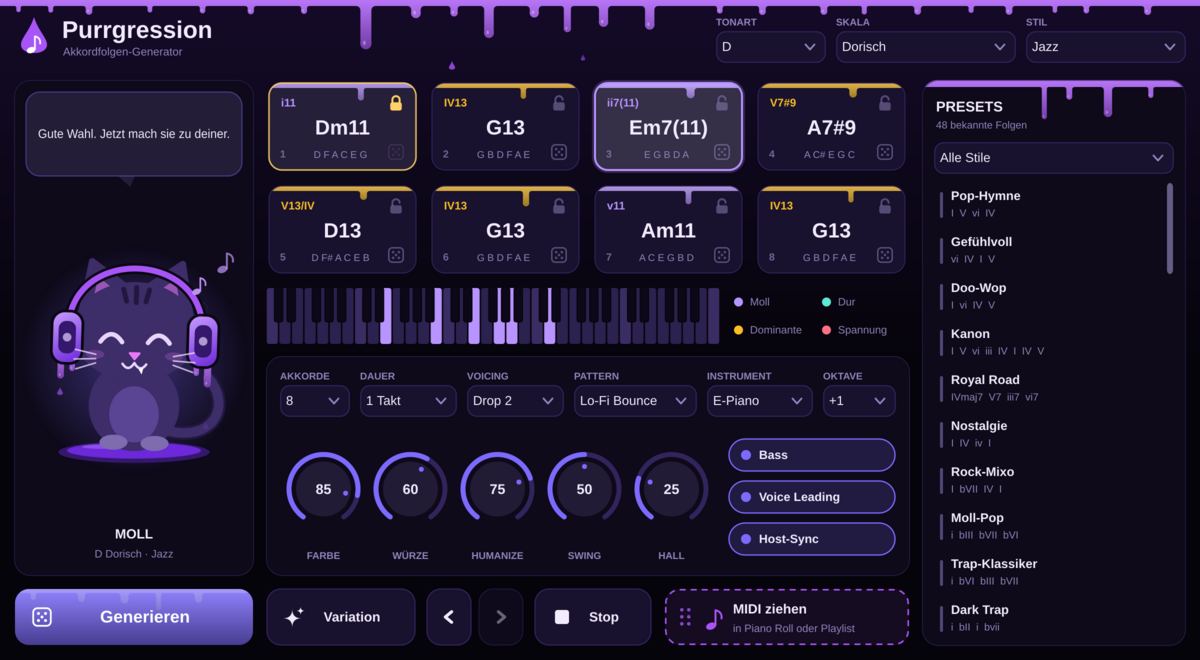 Purrgression
Akkordfolgen-Generator
TONART
D
SKALA
Dorisch
STIL
Jazz
Gute Wahl. Jetzt mach sie zu deiner.
MOLL
D Dorisch · Jazz
i11
Dm11
1
D F A C E G
IV13
G13
2
G B D F A E
ii7(11)
Em7(11)
3
E G B D A
V7#9
A7#9
4
A C# E G C
V13/IV
D13
5
D F# A C E B
IV13
G13
6
G B D F A E
v11
Am11
7
A C E G B D
IV13
G13
8
G B D F A E
Moll
Dur
Dominante
Spannung
AKKORDE
8
DAUER
1 Takt
VOICING
Drop 2
PATTERN
Lo-Fi Bounce
INSTRUMENT
E-Piano
OKTAVE
+1
85
FARBE
60
WÜRZE
75
HUMANIZE
50
SWING
25
HALL
Bass
Voice Leading
Host-Sync
Generieren
Variation
Stop
MIDI ziehen
in Piano Roll oder Playlist
PRESETS
48 bekannte Folgen
Alle Stile
Pop-Hymne
I V vi IV
Gefühlvoll
vi IV I V
Doo-Wop
I vi IV V
Kanon
I V vi iii IV I IV V
Royal Road
IVmaj7 V7 iii7 vi7
Nostalgie
I IV iv I
Rock-Mixo
I bVII IV I
Moll-Pop
i bIII bVII bVI
Trap-Klassiker
i bVI bIII bVII
Dark Trap
i bII i bvii